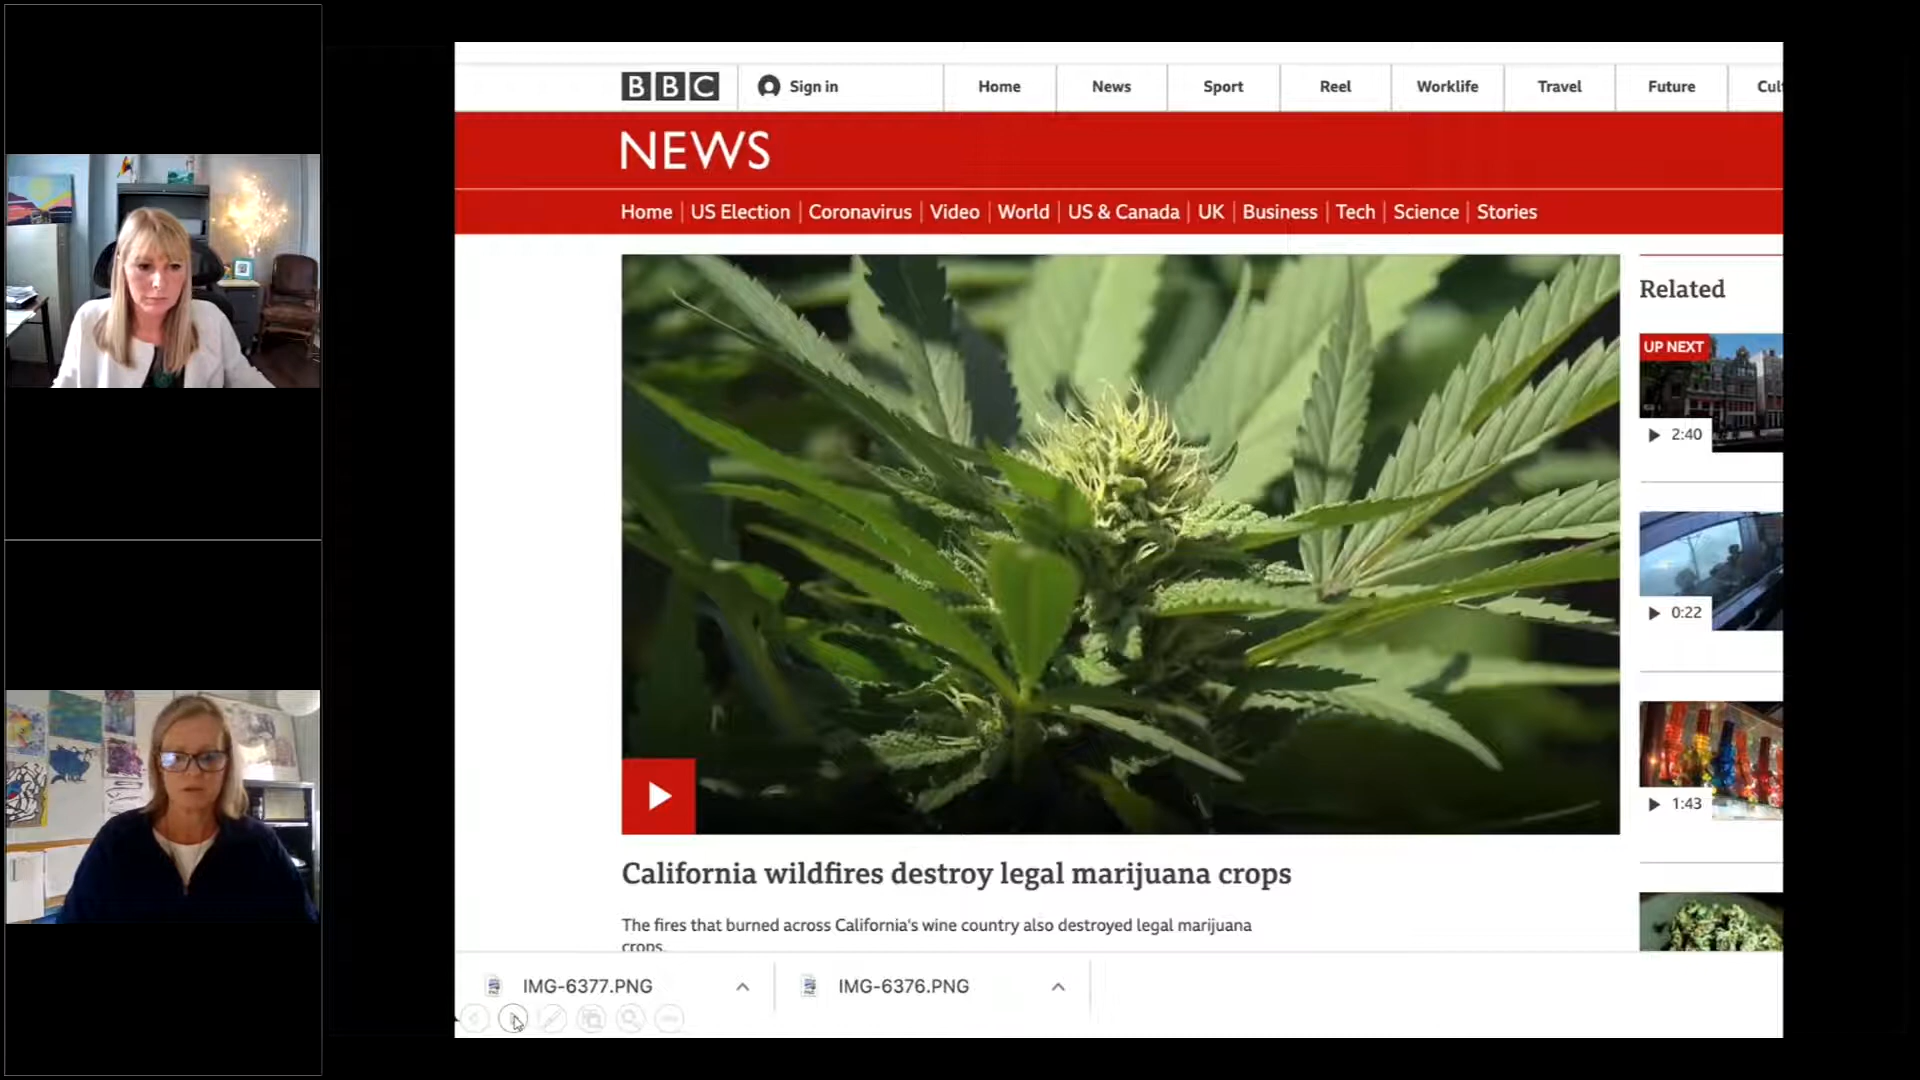 BBC Sign in Home News Sport Reel Worklife Travel Future Cul
NEWS
Home US Election Coronavirus Video World US & Canada UK Business Tech Science Stories
Related
UP NEXT
2:40
0:22
1:43
California wildfires destroy legal marijuana crops
The fires that burned across California's wine country also destroyed legal marijuana
crops.
IMG-6377.PNG IMG-6376.PNG